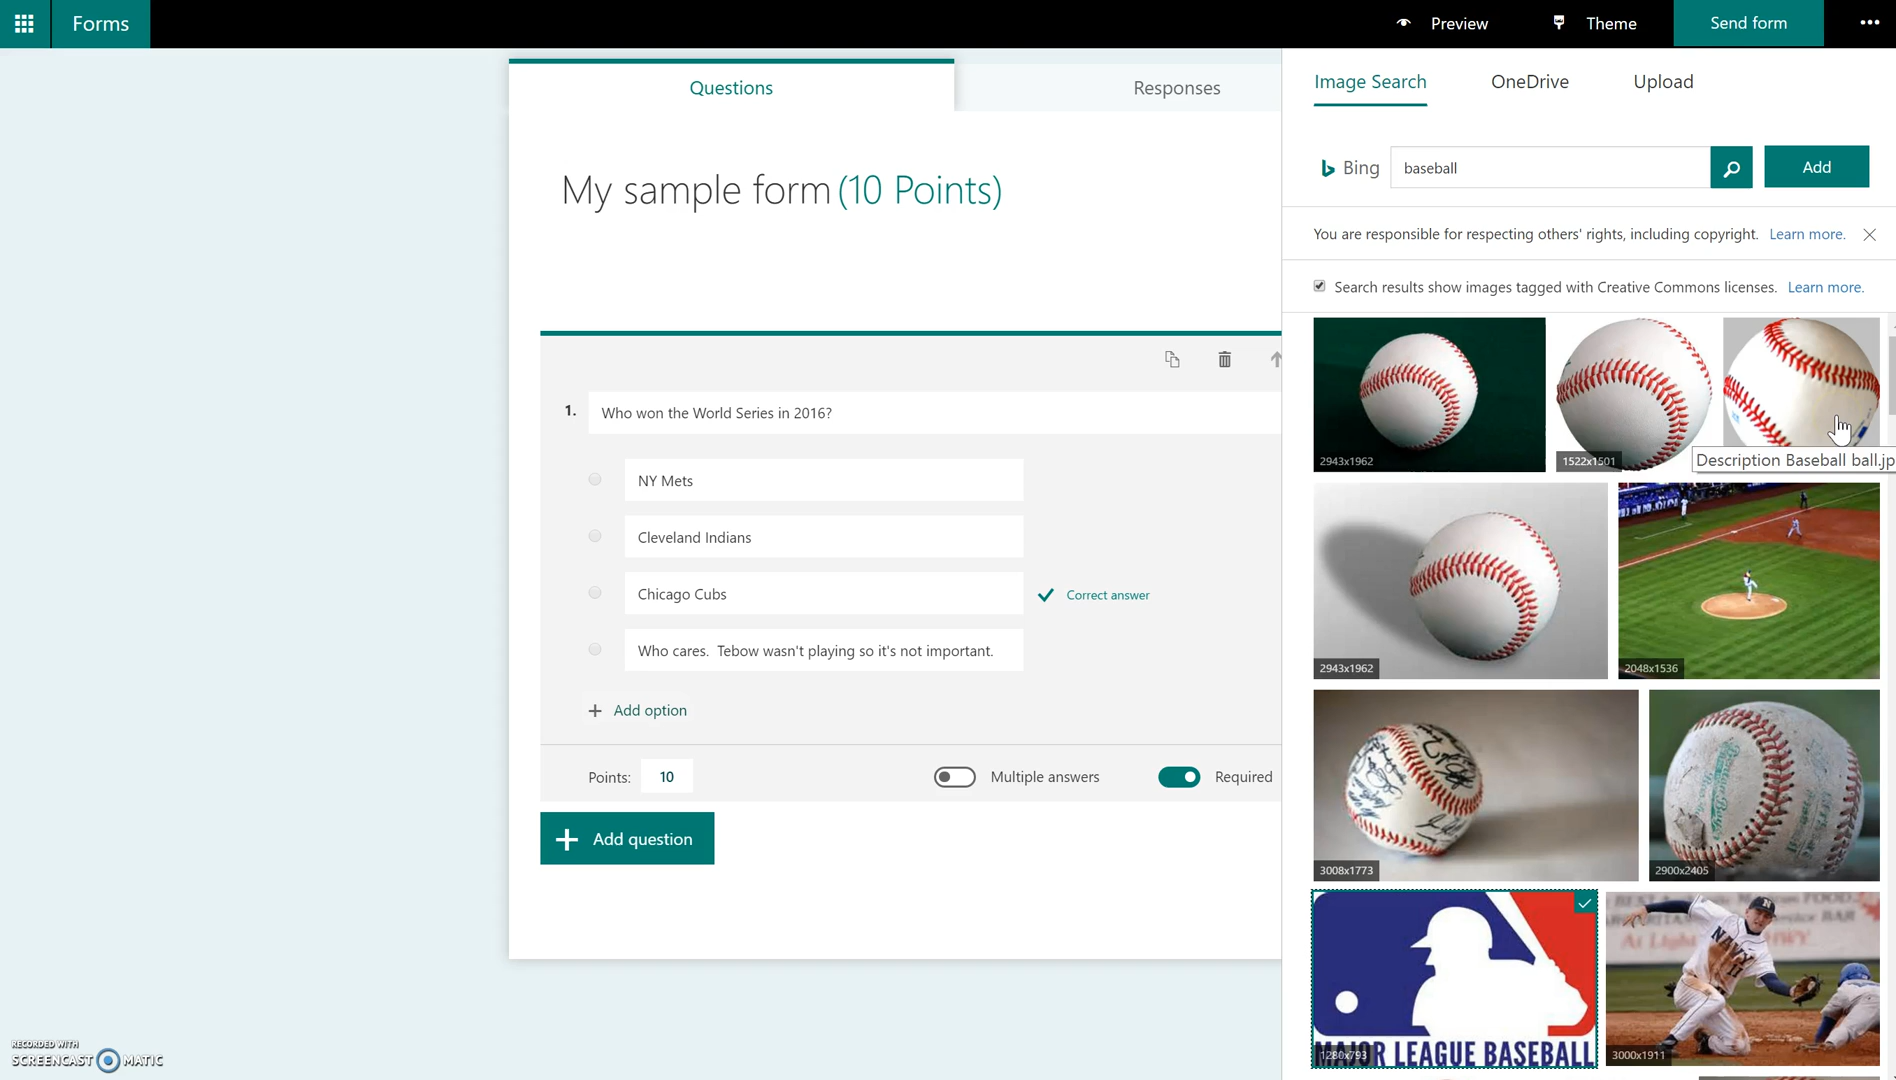 Forms
Preview
Theme
Send form
Questions
Responses
My sample form (10 Points)
1. Who won the World Series in 2016?
NY Mets
Cleveland Indians
Chicago Cubs
Correct answer
Who cares.  Tebow wasn't playing so it's not important.
Add option
Points: 10
Multiple answers
Required
Add question
Image Search
OneDrive
Upload
Bing
baseball
Add
You are responsible for respecting others' rights, including copyright. Learn more.
Search results show images tagged with Creative Commons licenses. Learn more.
2943x1962
1522x1501
Description Baseball ball.jp
2943x1962
2048x1536
3008x1773
2900x2405
MAJOR LEAGUE BASEBALL
1280x793
NAVY
11
N
3000x1911
RECORDED WITH
SCREENCAST MATIC